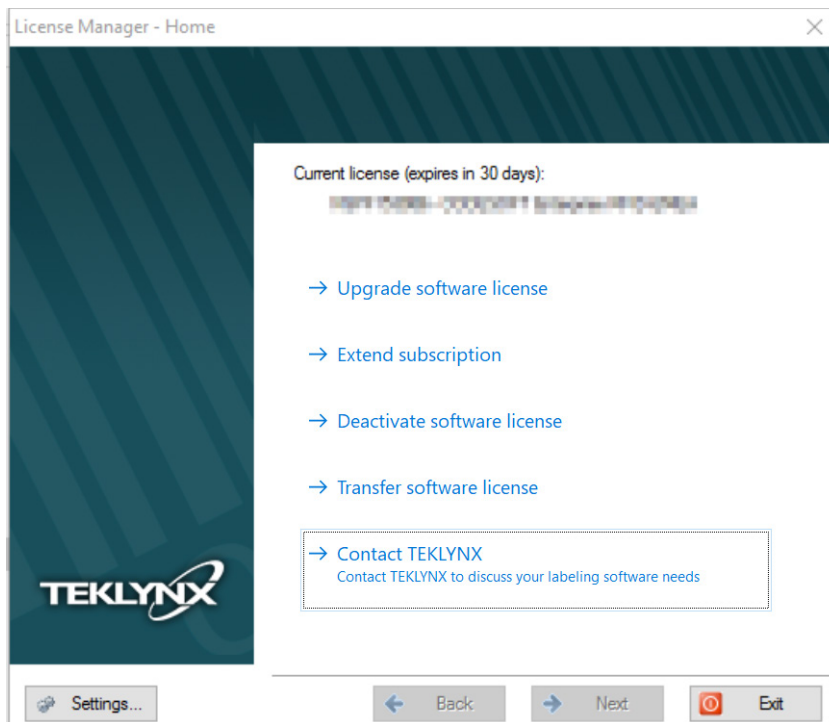 License Manager - Home
Current license (expires in 30 days):
→ Upgrade software license
→ Extend subscription
→ Deactivate software license
→ Transfer software license
→ Contact TEKLYNX
Contact TEKLYNX to discuss your labeling software needs
TEKLYNX
Settings...
Back
Next
Exit